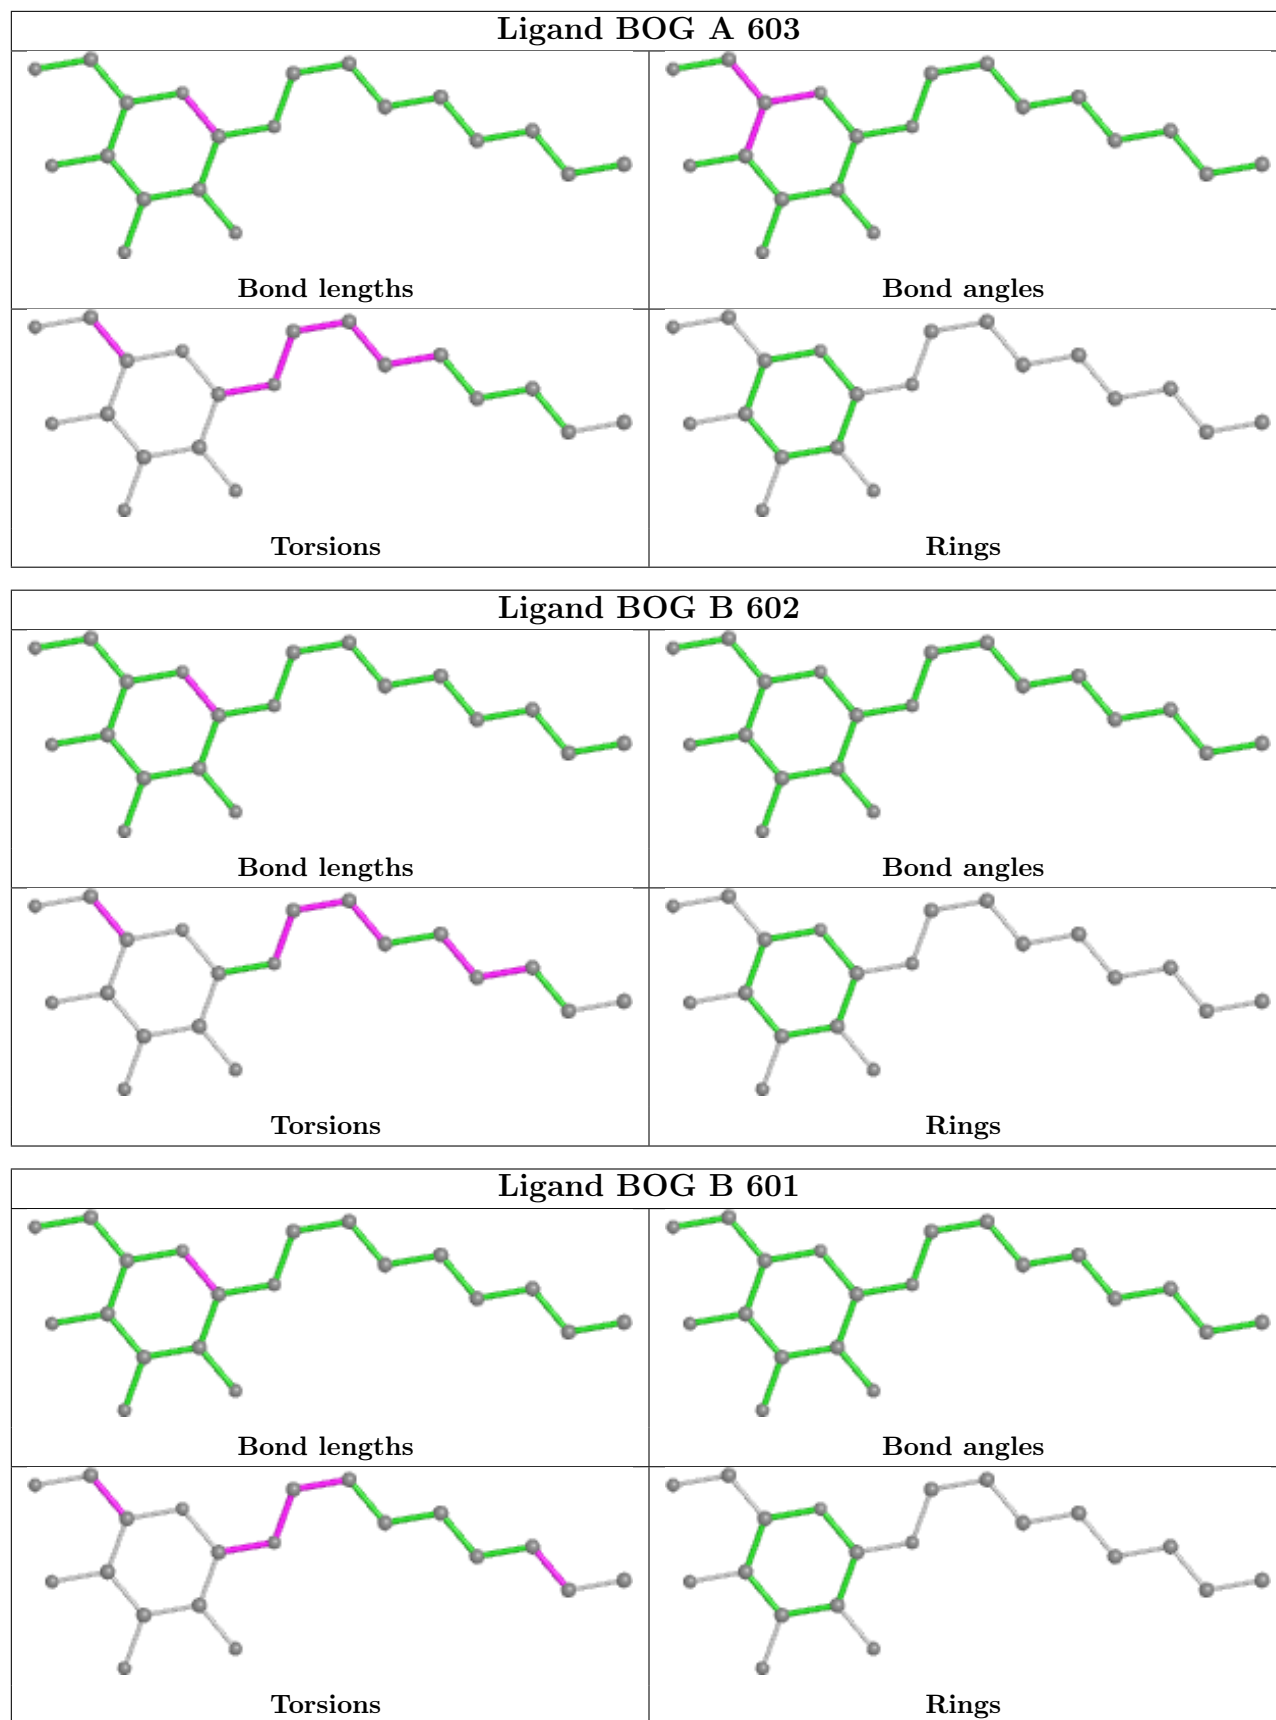 Ligand BOG A 603
Bond lengths
Bond angles
Torsions
Rings
Ligand BOG B 602
Bond lengths
Bond angles
Torsions
Rings
Ligand BOG B 601
Bond lengths
Bond angles
Torsions
Rings